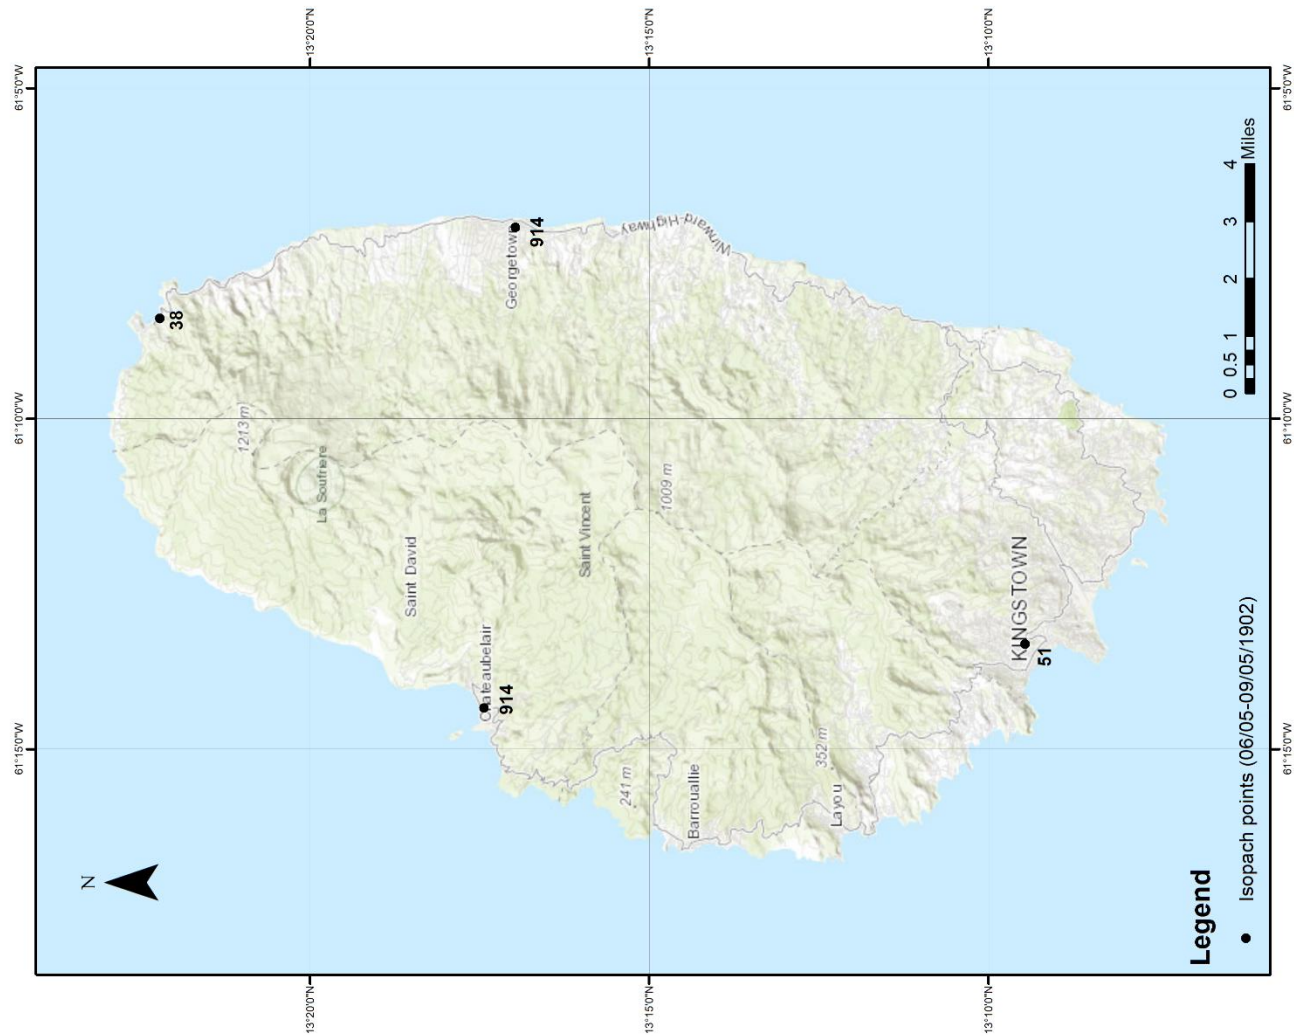 61°15'0"W
61°10'0"W
61°5'0"W
N
38
1213 m
13°20'0"N
13°20'0"N
La Soufriere
Saint David
Chateaubelair
914
Georgetown
914
Saint Vincent
241 m
13°15'0"N
13°15'0"N
1009 m
Winward-Highway
Barrouallie
352 m
Layou
13°10'0"N
13°10'0"N
KINGSTOWN
51
Legend
Isopach points (06/05-09/05/1902)
0 0.5 1 2 3 4
Miles
61°15'0"W
61°10'0"W
61°5'0"W